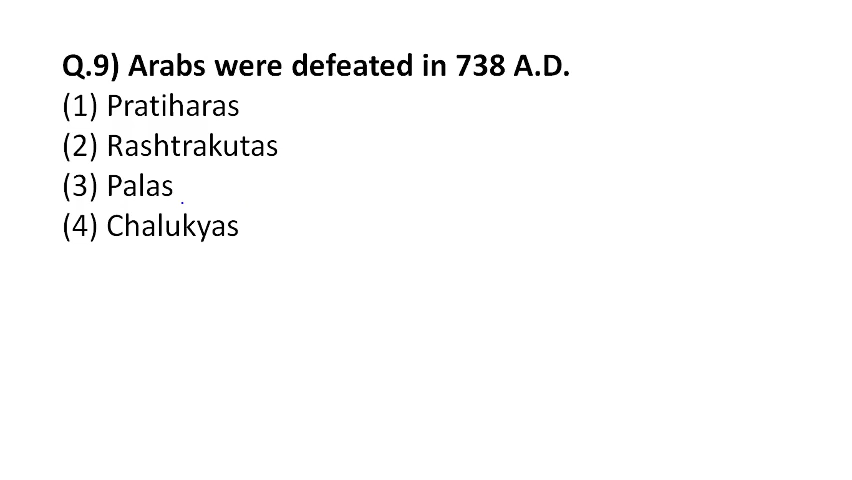 Q.9) Arabs were defeated in 738 A.D.
(1) Pratiharas
(2) Rashtrakutas
(3) Palas
(4) Chalukyas